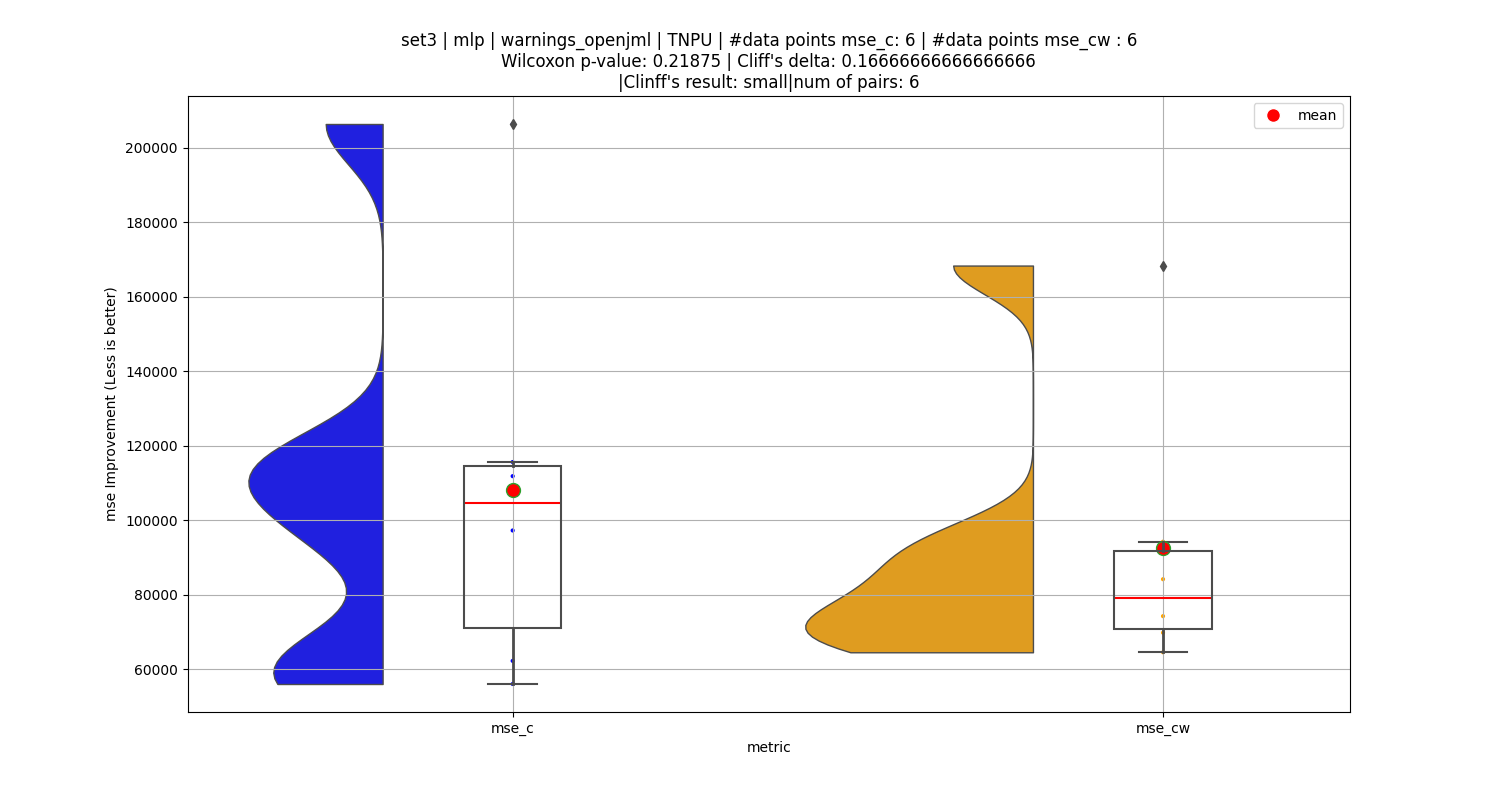 set3 | mlp | warnings_openjml | TNPU | #data points mse_c: 6 | #data points mse_cw : 6
Wilcoxon p-value: 0.21875 | Cliff's delta: 0.16666666666666666
|Clinff's result: small|num of pairs: 6
mean
200000
180000
160000
140000
120000
100000
80000
60000
mse Improvement (Less is better)
mse_c
mse_cw
metric